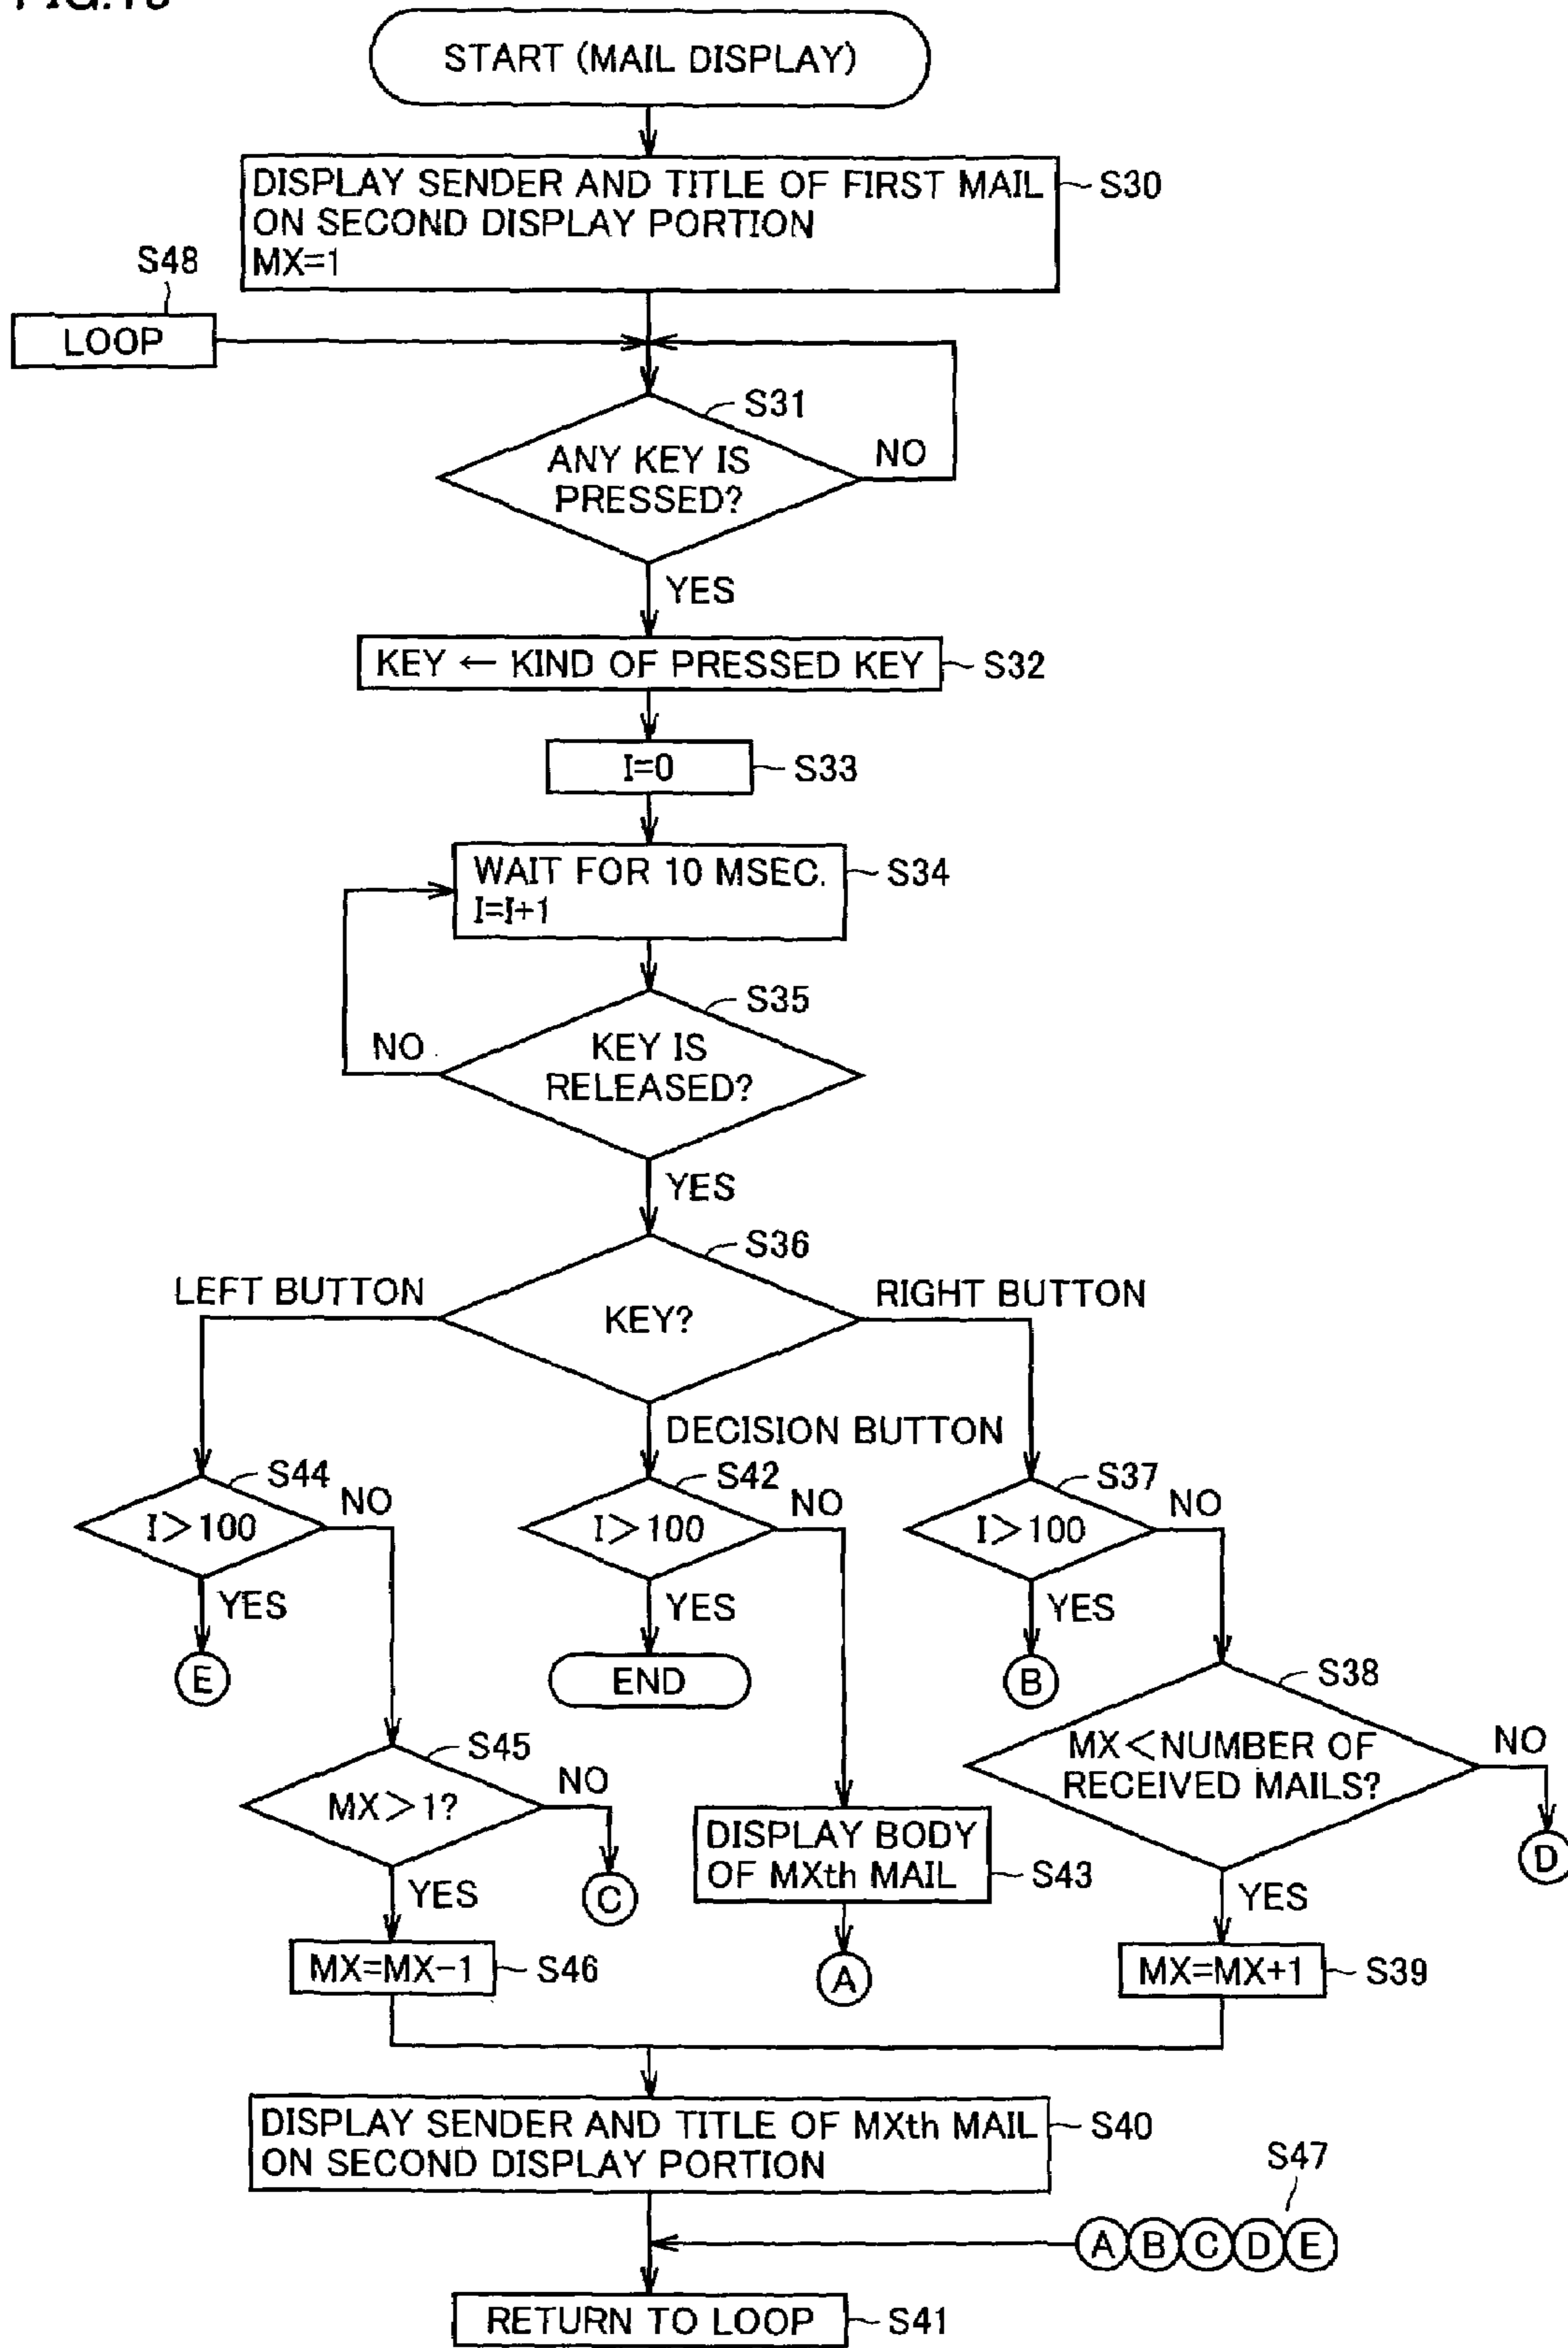 START (MAIL DISPLAY)
DISPLAY SENDER AND TITLE OF FIRST MAIL
ON SECOND DISPLAY PORTION
MX=1
S30
S48
LOOP
S31
ANY KEY IS
PRESSED?
NO
YES
KEY ← KIND OF PRESSED KEY
S32
I=0
S33
WAIT FOR 10 MSEC.
I=I+1
S34
S35
KEY IS
RELEASED?
NO
YES
S36
KEY?
LEFT BUTTON
RIGHT BUTTON
DECISION BUTTON
S44
I>100
NO
YES
E
S42
I>100
NO
YES
END
S37
I>100
NO
YES
B
S38
MX<NUMBER OF
RECEIVED MAILS?
NO
D
YES
S45
MX>1?
NO
C
YES
DISPLAY BODY
OF MXth MAIL
S43
A
MX=MX-1
S46
MX=MX+1
S39
DISPLAY SENDER AND TITLE OF MXth MAIL
ON SECOND DISPLAY PORTION
S40
S47
A B C D E
RETURN TO LOOP
S41